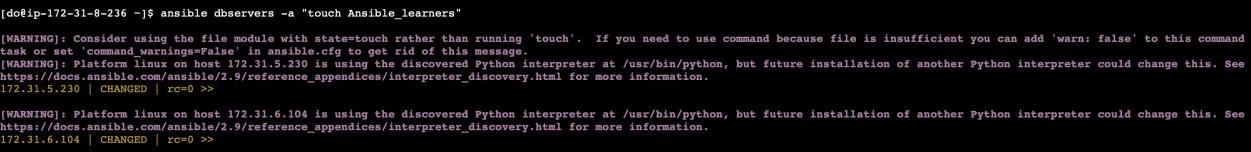 [do@ip-172-31-8-236 ~]$ ansible dbservers -a "touch Ansible_learners"
[WARNING]: Consider using the file module with state=touch rather than running 'touch'.  If you need to use command because file is insufficient you can add 'warn: false' to this command
task or set 'command_warnings=False' in ansible.cfg to get rid of this message.
[WARNING]: Platform linux on host 172.31.5.230 is using the discovered Python interpreter at /usr/bin/python, but future installation of another Python interpreter could change this. See
https://docs.ansible.com/ansible/2.9/reference_appendices/interpreter_discovery.html for more information.
172.31.5.230 | CHANGED | rc=0 >>
[WARNING]: Platform linux on host 172.31.6.104 is using the discovered Python interpreter at /usr/bin/python, but future installation of another Python interpreter could change this. See
https://docs.ansible.com/ansible/2.9/reference_appendices/interpreter_discovery.html for more information.
172.31.6.104 | CHANGED | rc=0 >>